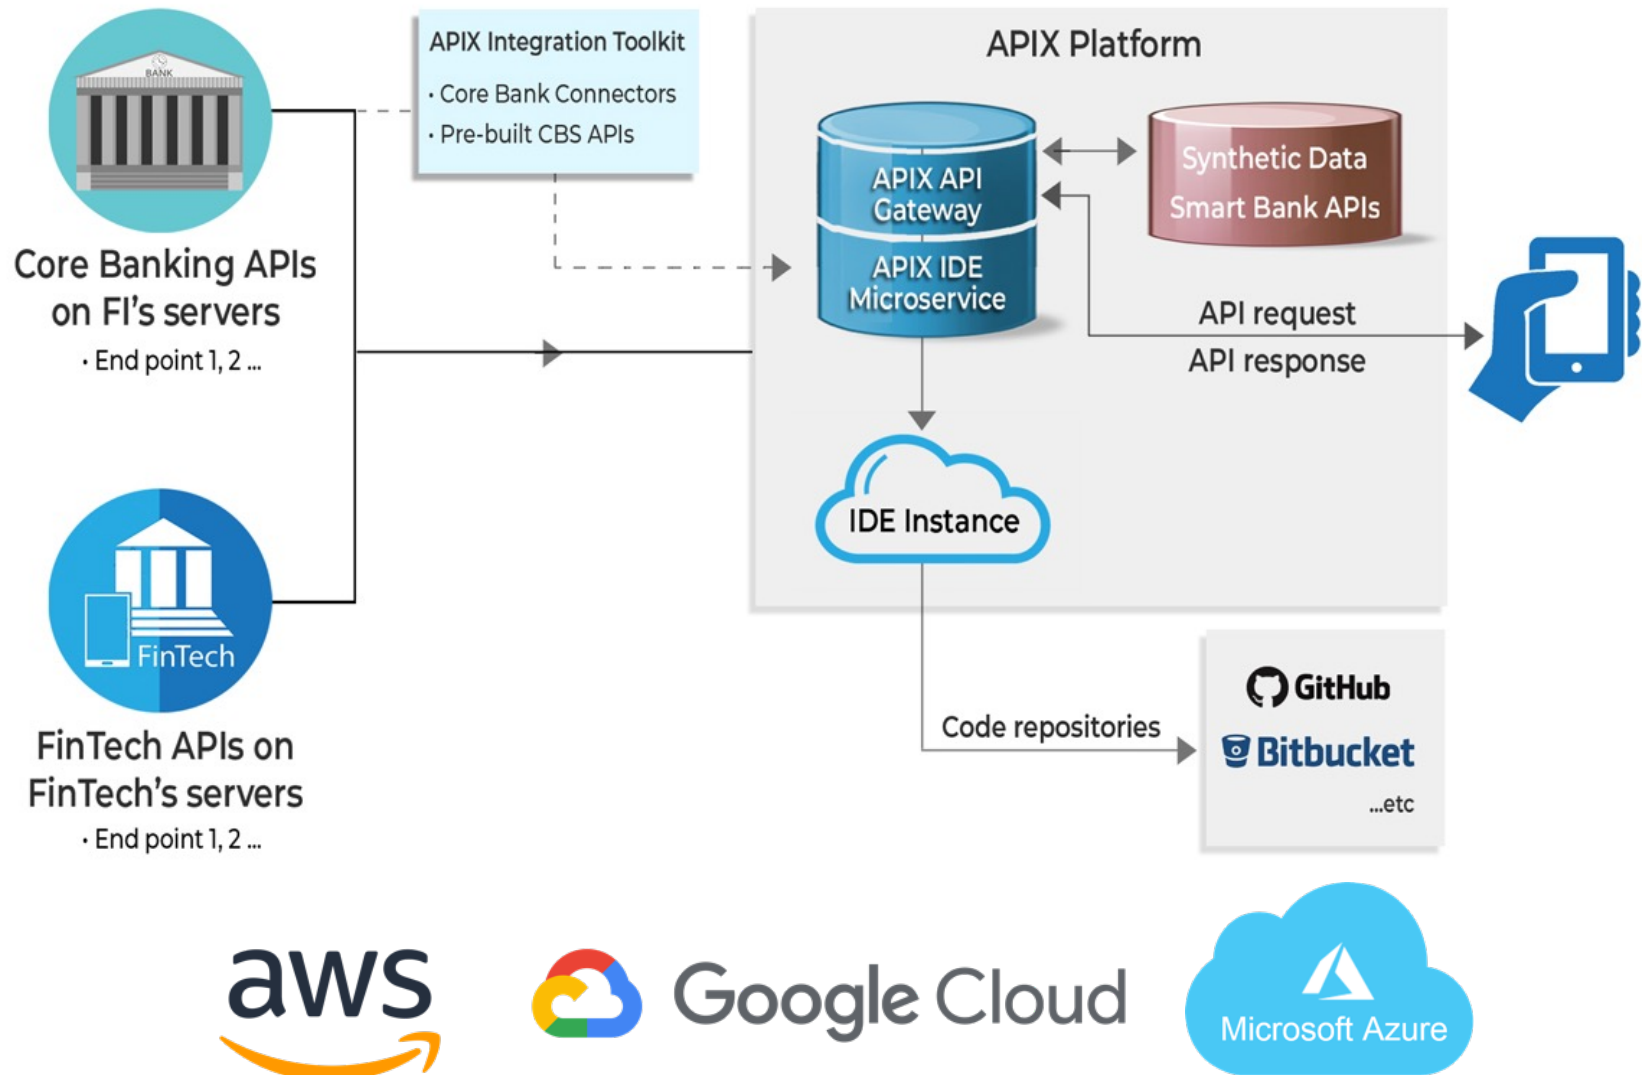 BANK
Core Banking APIs
on FI's servers
· End point 1, 2 ...
APIX Integration Toolkit
· Core Bank Connectors
· Pre-built CBS APIs
APIX Platform
APIX API
Gateway
APIX IDE
Microservice
Synthetic Data
Smart Bank APIs
API request
API response
IDE Instance
FinTech
FinTech APIs on
FinTech's servers
· End point 1, 2 ...
Code repositories
GitHub
Bitbucket
...etc
aws
Google Cloud
Microsoft Azure